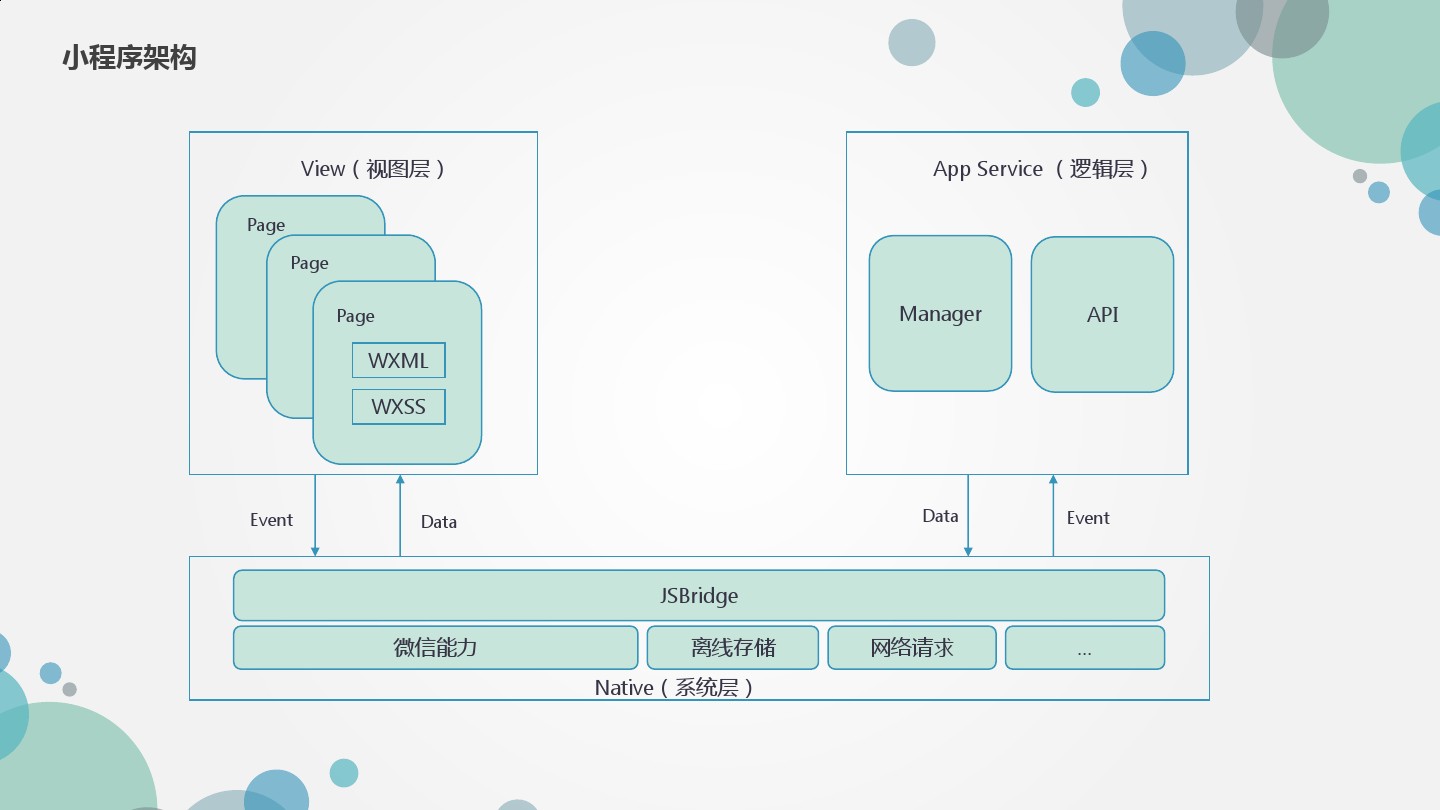 小程序架构
View（视图层）
Page
Page
Page
WXML
WXSS
App Service （逻辑层）
Manager
API
Event
Data
Data
Event
JSBridge
微信能力
离线存储
网络请求
...
Native（系统层）